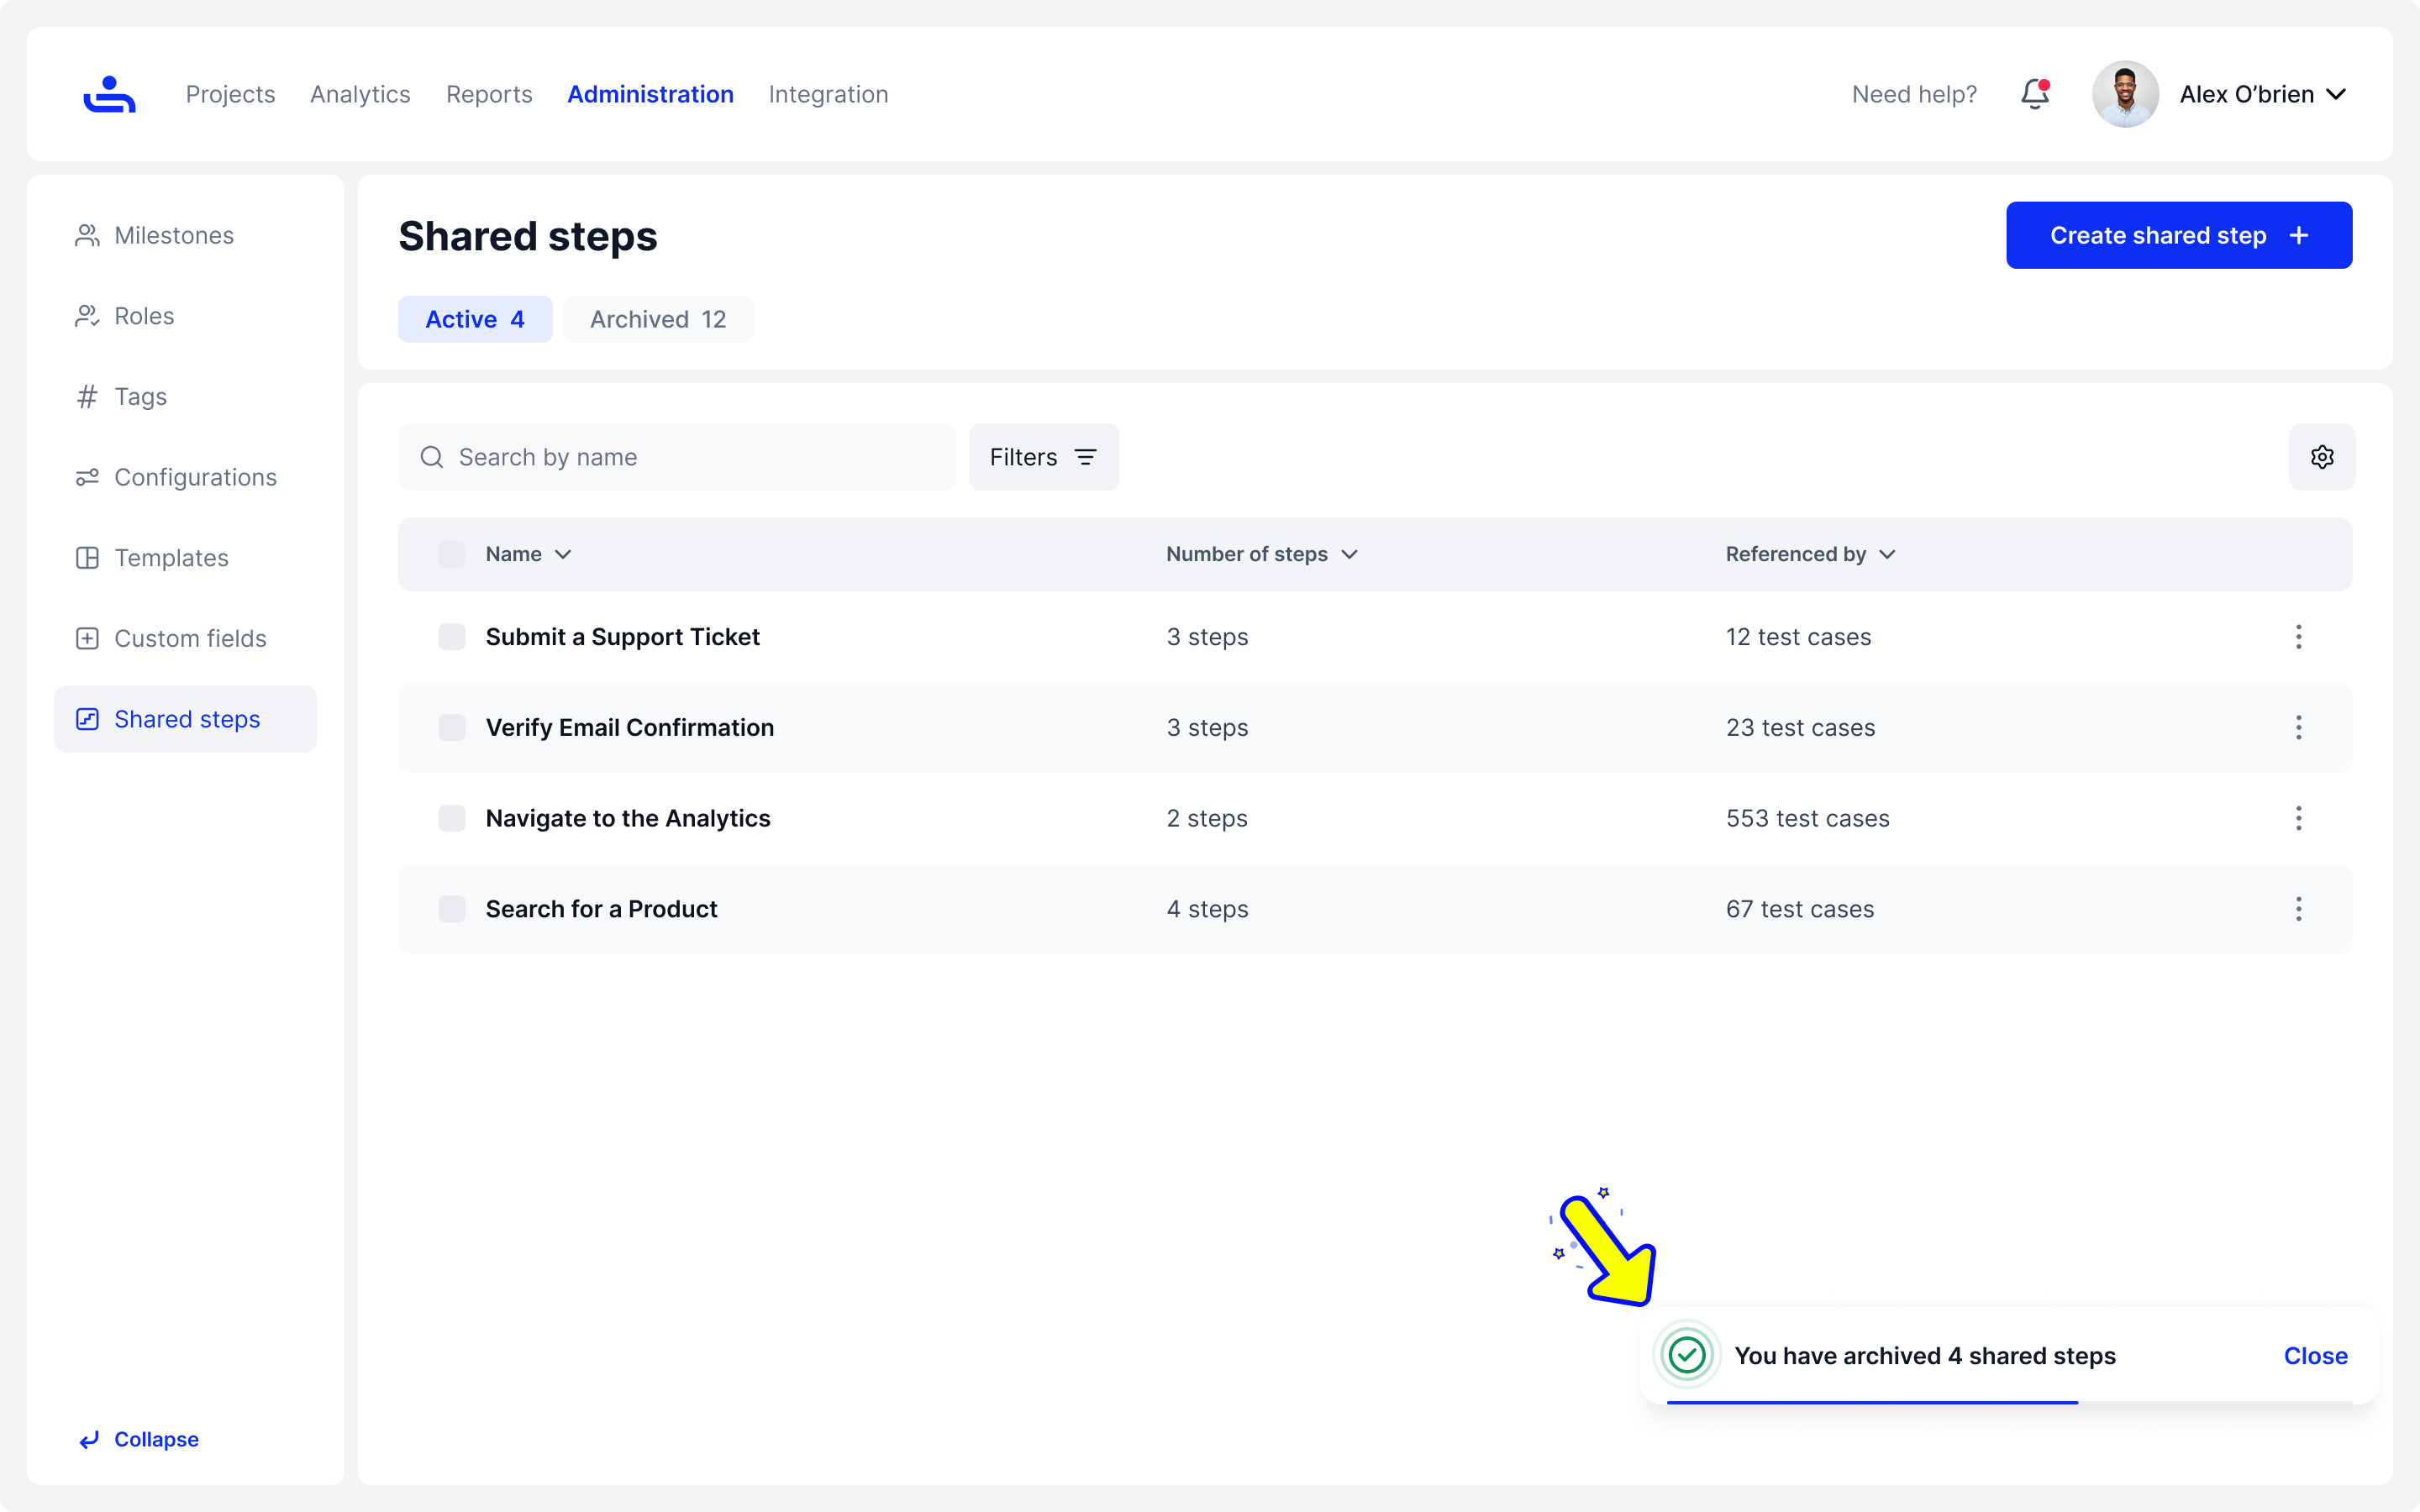 Projects Analytics Reports Administration Integration Need help? Alex O’brien
Milestones
Roles
Tags
Configurations
Templates
Custom fields
Shared steps
Collapse
Shared steps
Create shared step
Active 4 Archived 12
Search by name Filters
Name Number of steps Referenced by
Submit a Support Ticket 3 steps 12 test cases
Verify Email Confirmation 3 steps 23 test cases
Navigate to the Analytics 2 steps 553 test cases
Search for a Product 4 steps 67 test cases
You have archived 4 shared steps Close